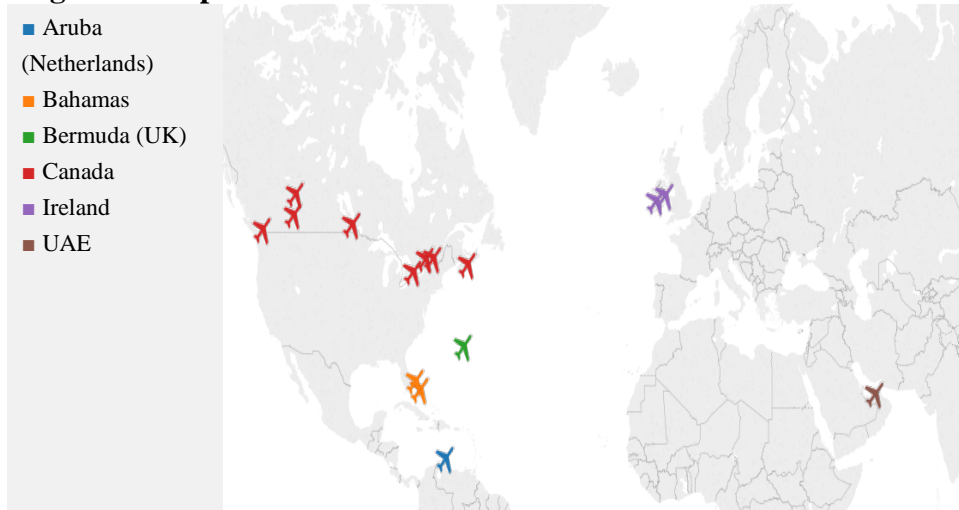 Aruba
(Netherlands)
Bahamas
Bermuda (UK)
Canada
Ireland
UAE